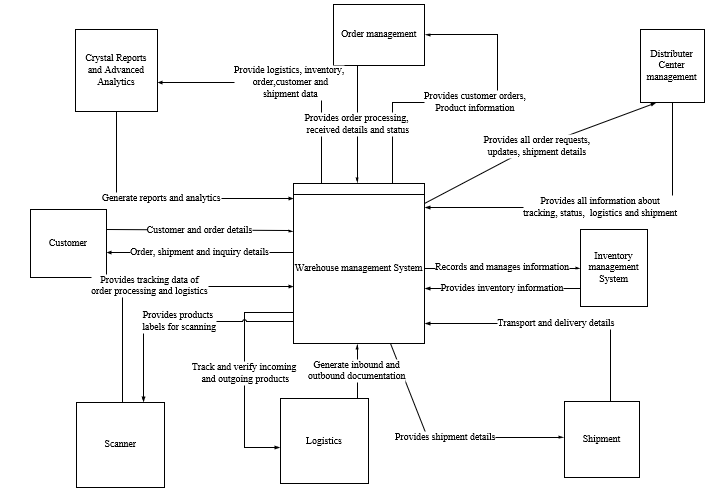 Order management
Crystal Reports
and Advanced
Analytics
Distributer
Center
management
Provide logistics, inventory,
order,customer and
shipment data
Provides customer orders,
Product information
Provides order processing,
received details and status
Provides all order requests,
updates, shipment details
Generate reports and analytics
Provides all information about
tracking, status, logistics and shipment
Customer
Customer and order details
Order, shipment and inquiry details
Warehouse management System
Records and manages information
Provides inventory information
Inventory
management
System
Provides tracking data of
order processing and logistics
Provides products
labels for scanning
Transport and delivery details
Track and verify incoming
and outgoing products
Generate inbound and
outbound documentation
Scanner
Logistics
Provides shipment details
Shipment